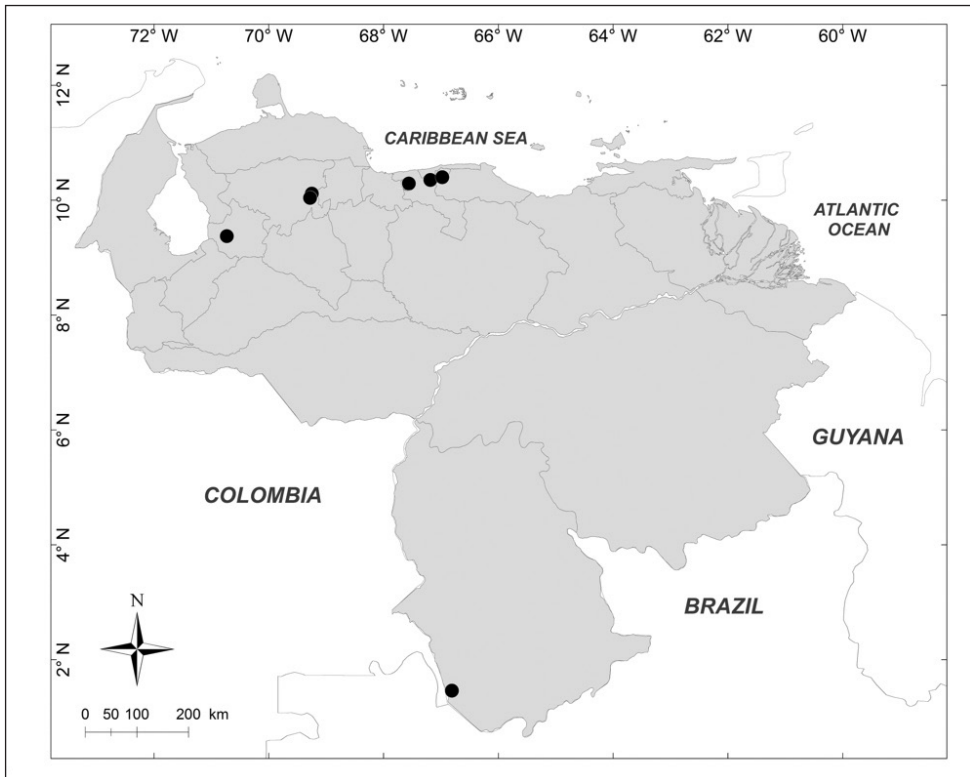 72° W 70° W 68° W 66° W 64° W 62° W 60° W
12° N
10° N
8° N
6° N
4° N
2° N
CARIBBEAN SEA
ATLANTIC
OCEAN
GUYANA
COLOMBIA
BRAZIL
N
0 50 100 200 km